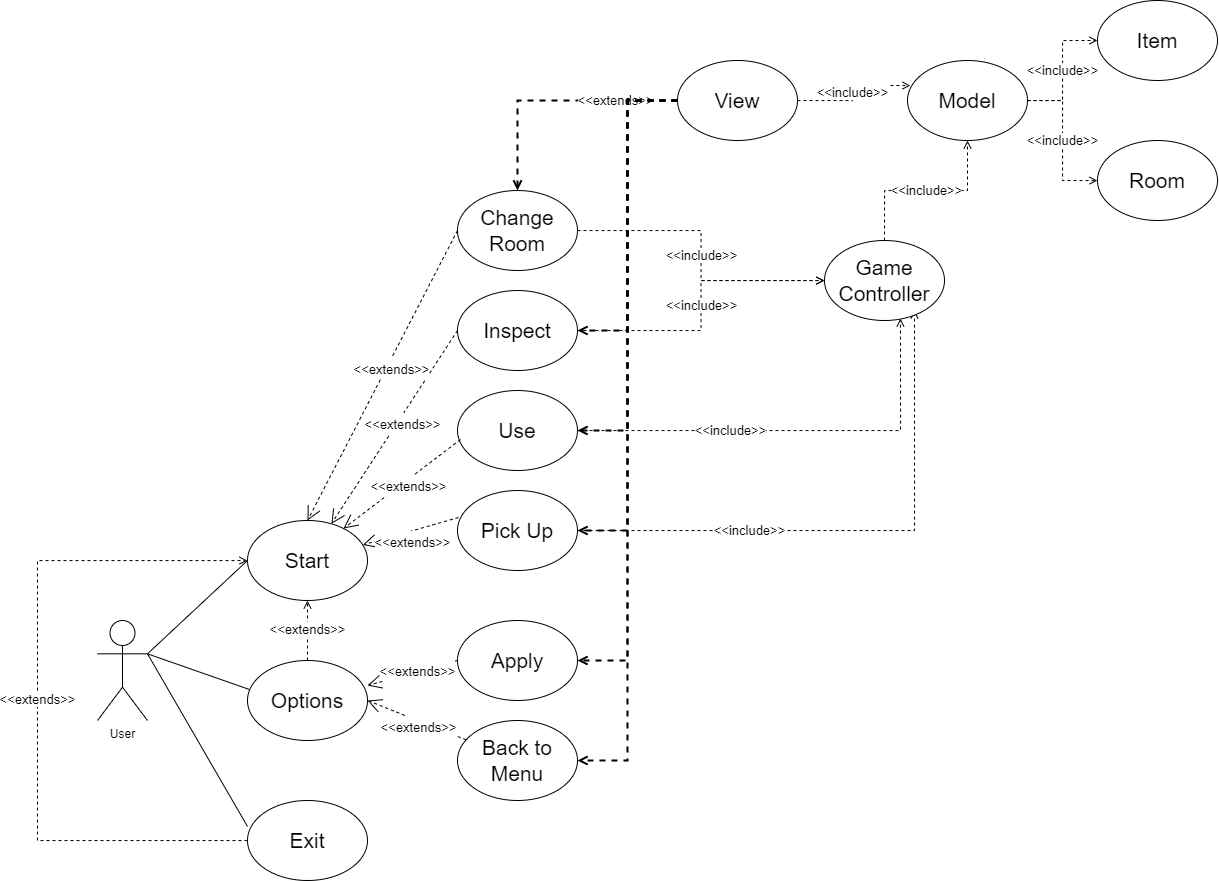 Item
<<include>>
View
<<include>>
Model
<<extends>>
<<include>>
Room
<<include>>
Change
Room
<<include>>
Game
Controller
<<include>>
Inspect
<<extends>>
<<extends>>
Use
<<include>>
<<extends>>
Pick Up
<<include>>
<<extends>>
Start
<<extends>>
Apply
<<extends>>
<<extends>>
Options
<<extends>>
User
Back to
Menu
Exit